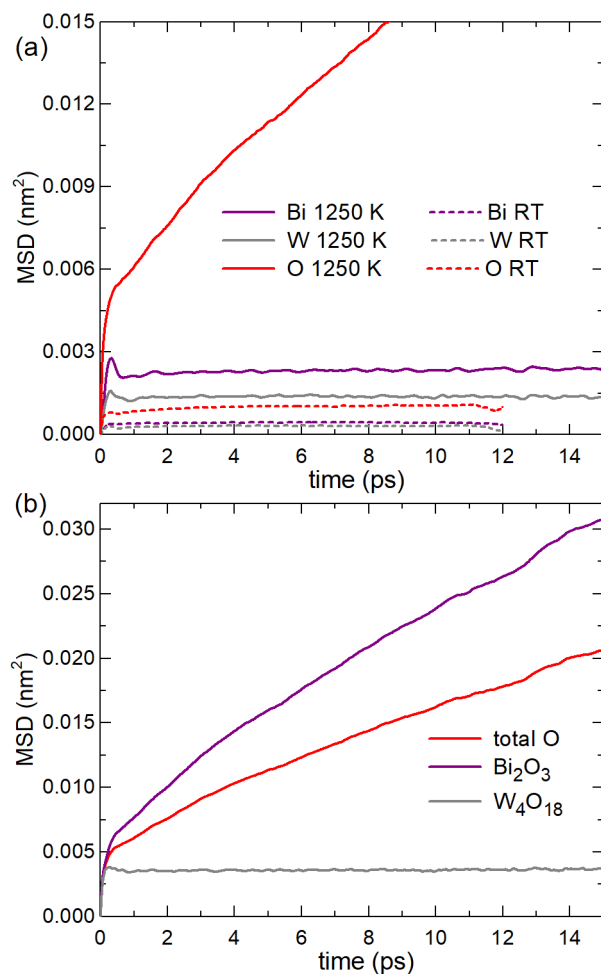 (a)
0.015
0.012
0.009
0.006
0.003
0.000
MSD (nm²)
Bi 1250 K
Bi RT
W 1250 K
W RT
O 1250 K
O RT
0 2 4 6 8 10 12 14
time (ps)
(b)
0.030
0.025
0.020
0.015
0.010
0.005
0.000
MSD (nm²)
total O
Bi₂O₃
W₄O₁₈
0 2 4 6 8 10 12 14
time (ps)